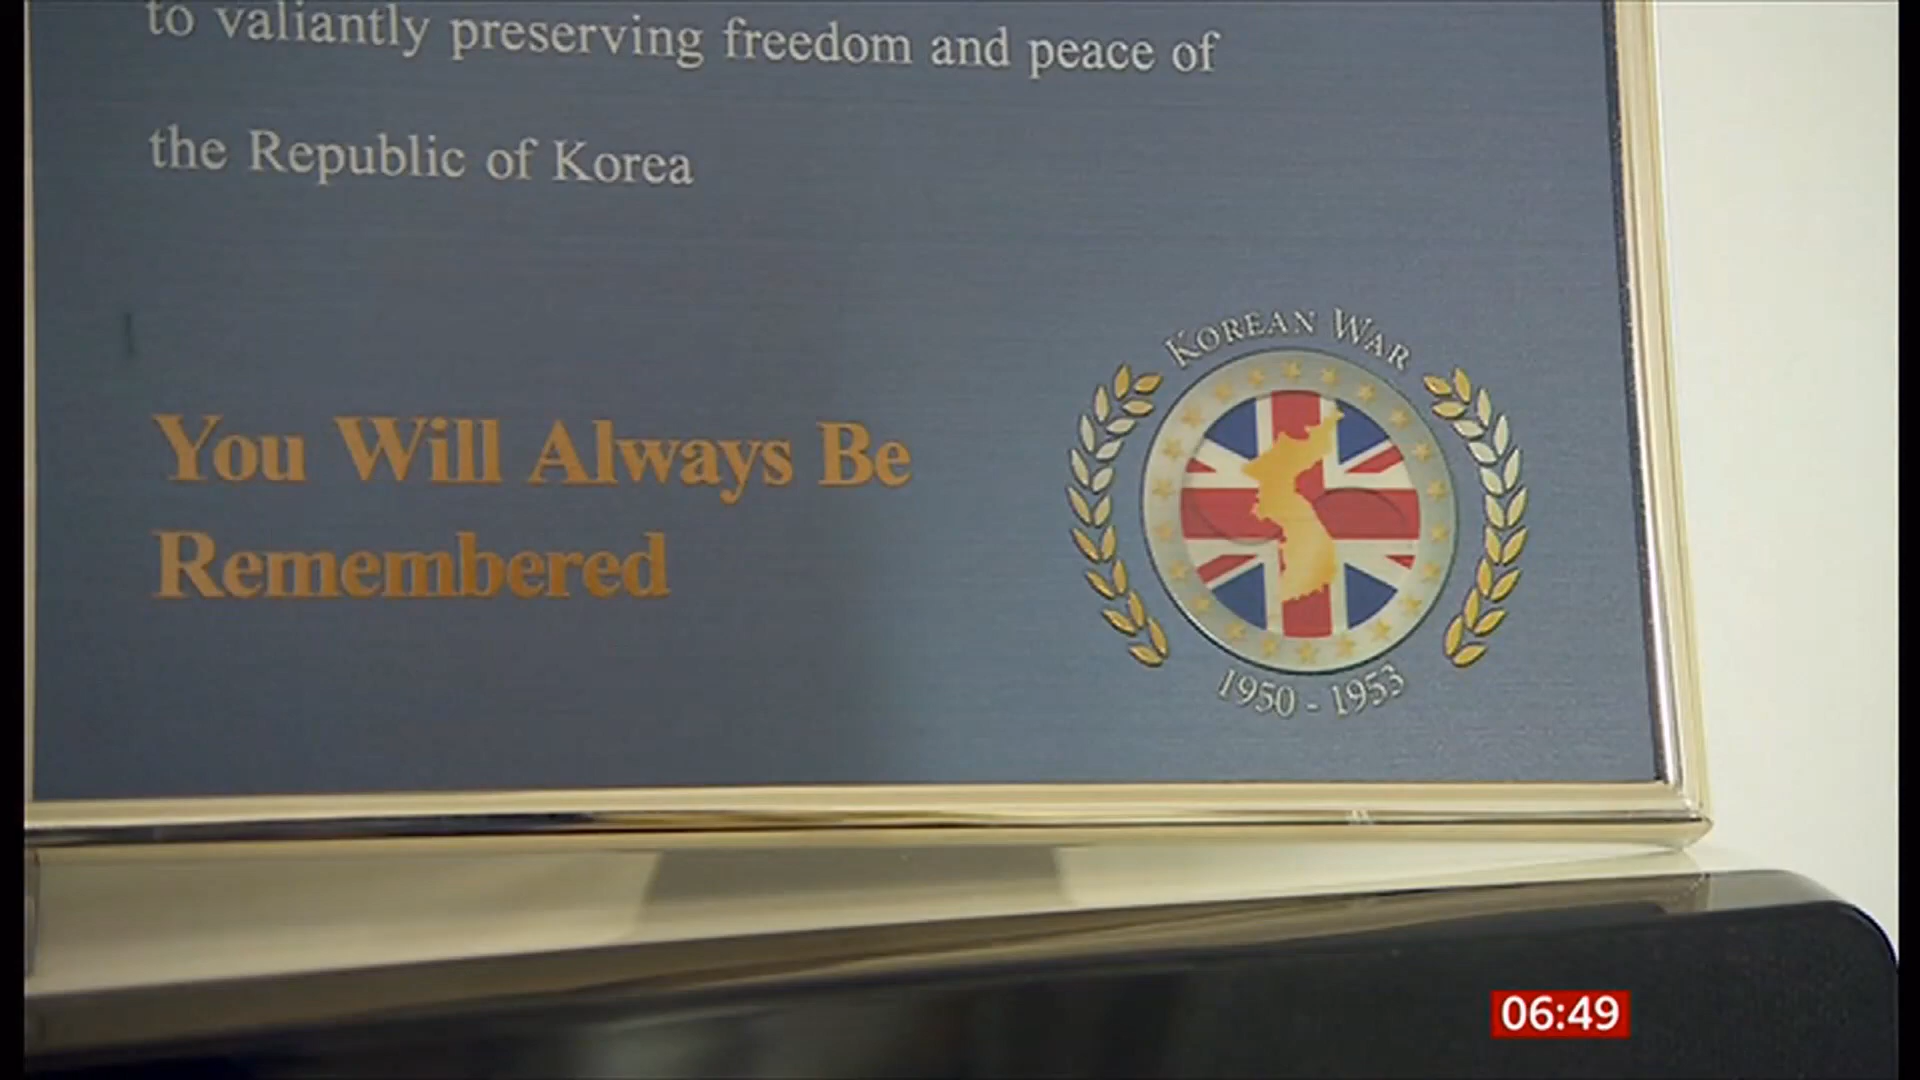 to valiantly preserving freedom and peace of
the Republic of Korea
You Will Always Be
Remembered
KOREAN WAR
1950 - 1953
06:49